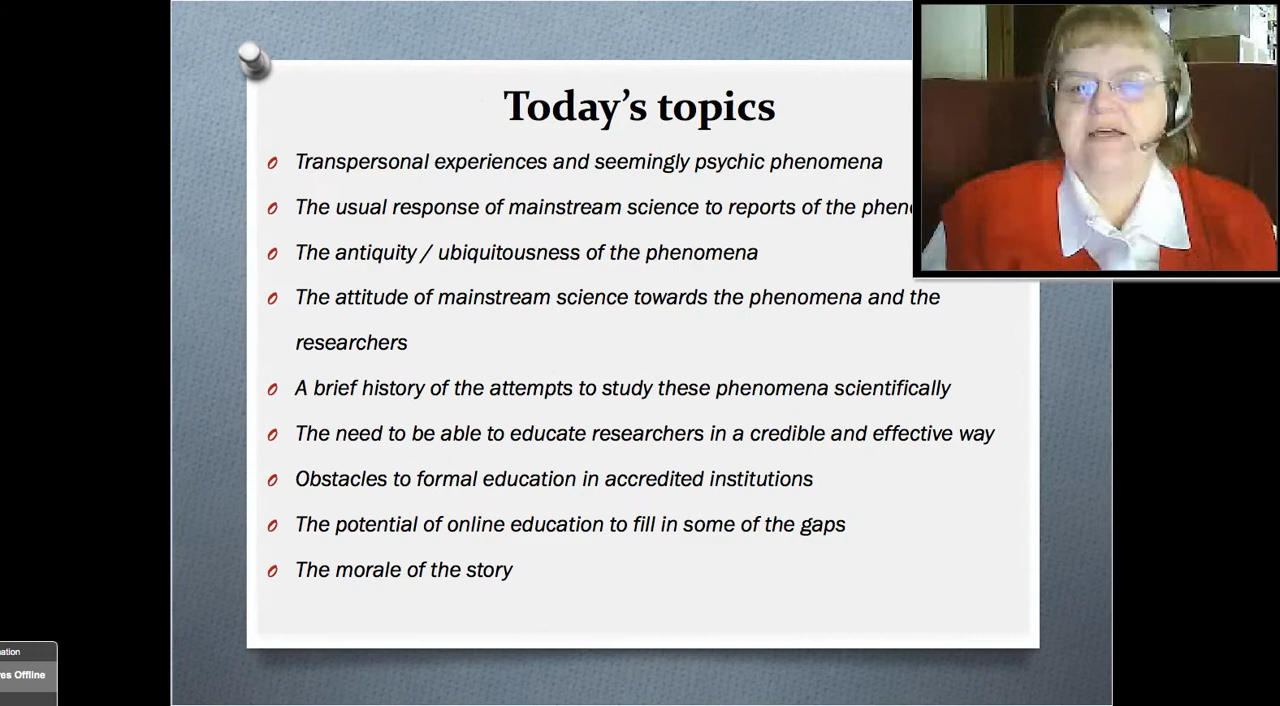 Today's topics
Transpersonal experiences and seemingly psychic phenomena
The usual response of mainstream science to reports of the
The antiquity / ubiquitousness of the phenomena
The attitude of mainstream science towards the phenomena and the
researchers
A brief history of the attempts to study these phenomena scientifically
The need to be able to educate researchers in a credible and effective way
Obstacles to formal education in accredited institutions
The potential of online education to fill in some of the gaps
The morale of the story
Offline